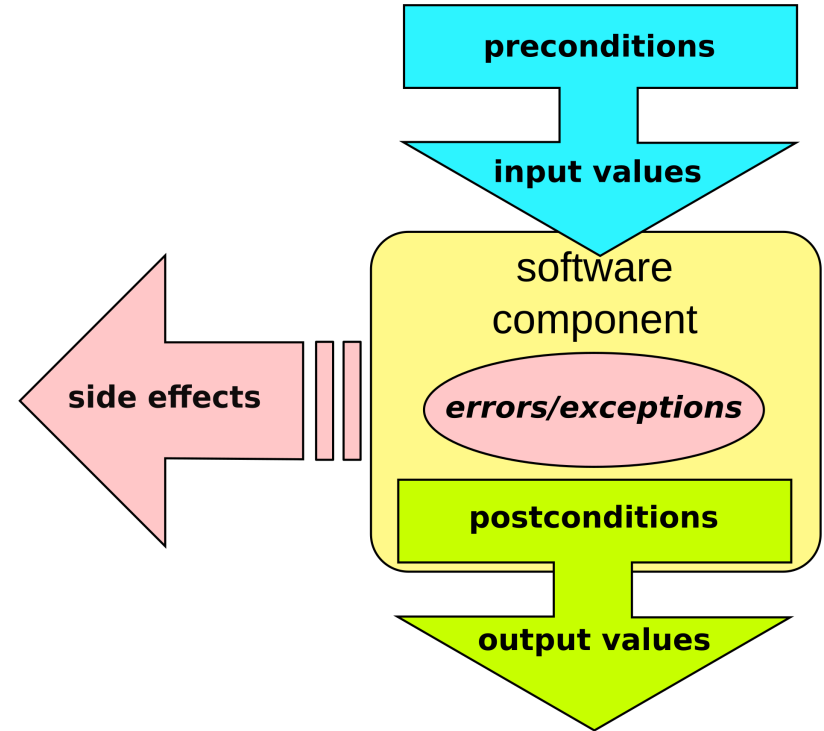 preconditions
input values
software
component
side effects
errors/exceptions
postconditions
output values